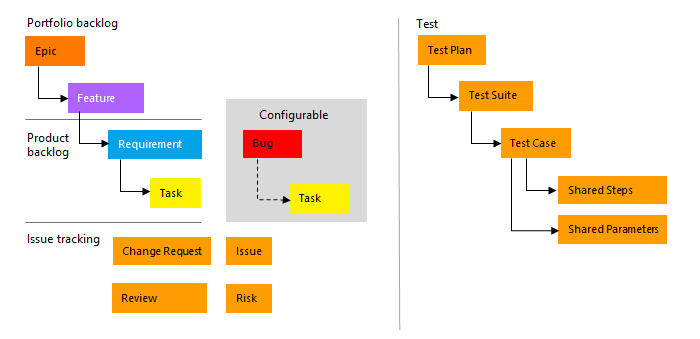 Portfolio backlog
Epic
Feature
Product
backlog
Requirement
Task
Configurable
Bug
Task
Issue tracking
Change Request
Issue
Review
Risk
Test
Test Plan
Test Suite
Test Case
Shared Steps
Shared Parameters